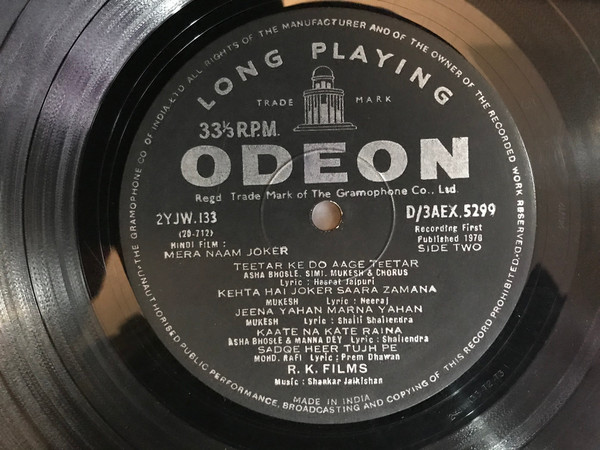 UNAUTHORISED PUBLIC PERFORMANCE, BROADCASTING AND COPYING OF THIS RECORD PROHIBITED.
THE GRAMOPHONE CO. OF INDIA. LTD. ALL RIGHTS OF THE MANUFACTURER AND OF THE OWNER OF THE RECORDED WORK RESERVED.
LONG PLAYING
TRADE MARK
33⅓ R.P.M.
ODEON
Regd Trade Mark of The Gramophone Co., Ltd.
2YJW.133
D/3AEX.5299
(20-712)
Recording First
Published 1970
HINDI FILM :
SIDE TWO
MERA NAAM JOKER
TEETAR KE DO AAGE TEETAR
ASHA BHOSLE, SIMI, MUKESH & CHORUS
Lyric : Hasrat Jaipuri
KEHTA HAI JOKER SAARA ZAMANA
MUKESH Lyric : Neeraj
JEENA YAHAN MARNA YAHAN
MUKESH Lyric : Shaili Shailendra
KAATE NA KATE RAINA
ASHA BHOSLE & MANNA DEY Lyric : Shailendra
SADQE HEER TUJH PE
MOHD. RAFI Lyric ; Prem Dhawan
R. K. FILMS
Music : Shankar Jaikishan
MADE IN INDIA